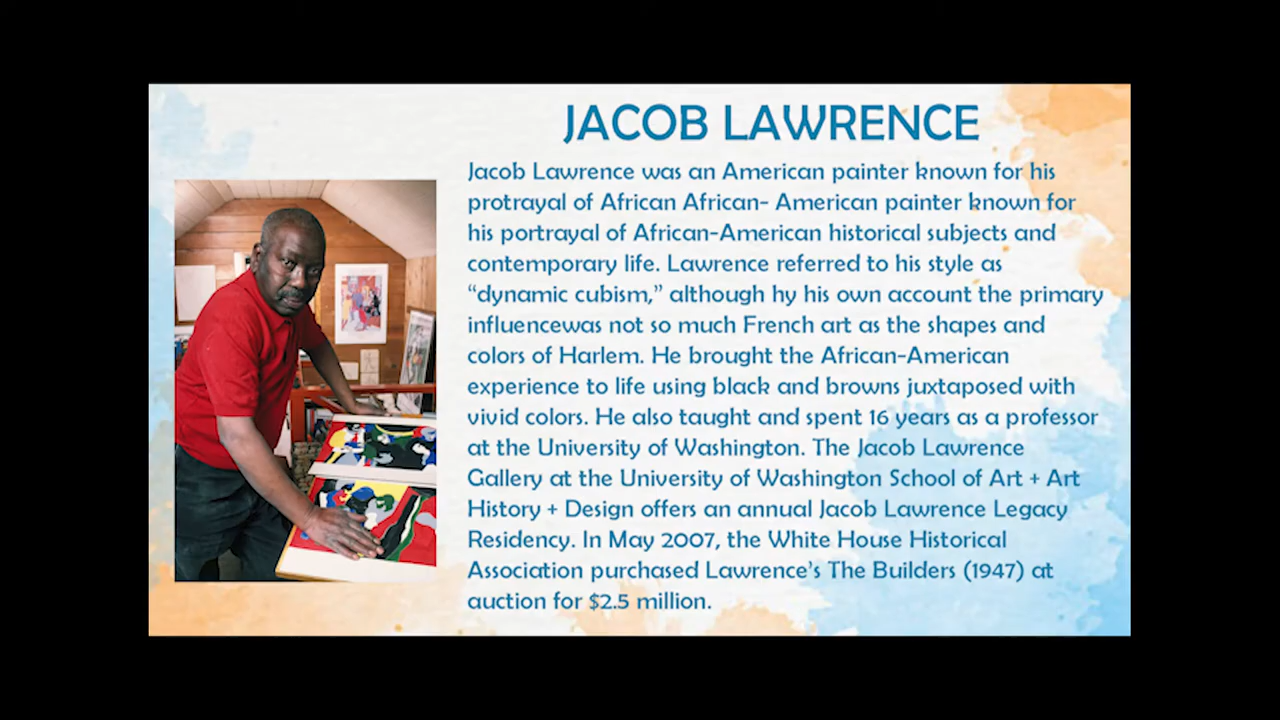 JACOB LAWRENCE
Jacob Lawrence was an American painter known for his
protrayal of African African- American painter known for
his portrayal of African-American historical subjects and
contemporary life. Lawrence referred to his style as
“dynamic cubism,” although hy his own account the primary
influencewas not so much French art as the shapes and
colors of Harlem. He brought the African-American
experience to life using black and browns juxtaposed with
vivid colors. He also taught and spent 16 years as a professor
at the University of Washington. The Jacob Lawrence
Gallery at the University of Washington School of Art + Art
History + Design offers an annual Jacob Lawrence Legacy
Residency. In May 2007, the White House Historical
Association purchased Lawrence’s The Builders (1947) at
auction for $2.5 million.